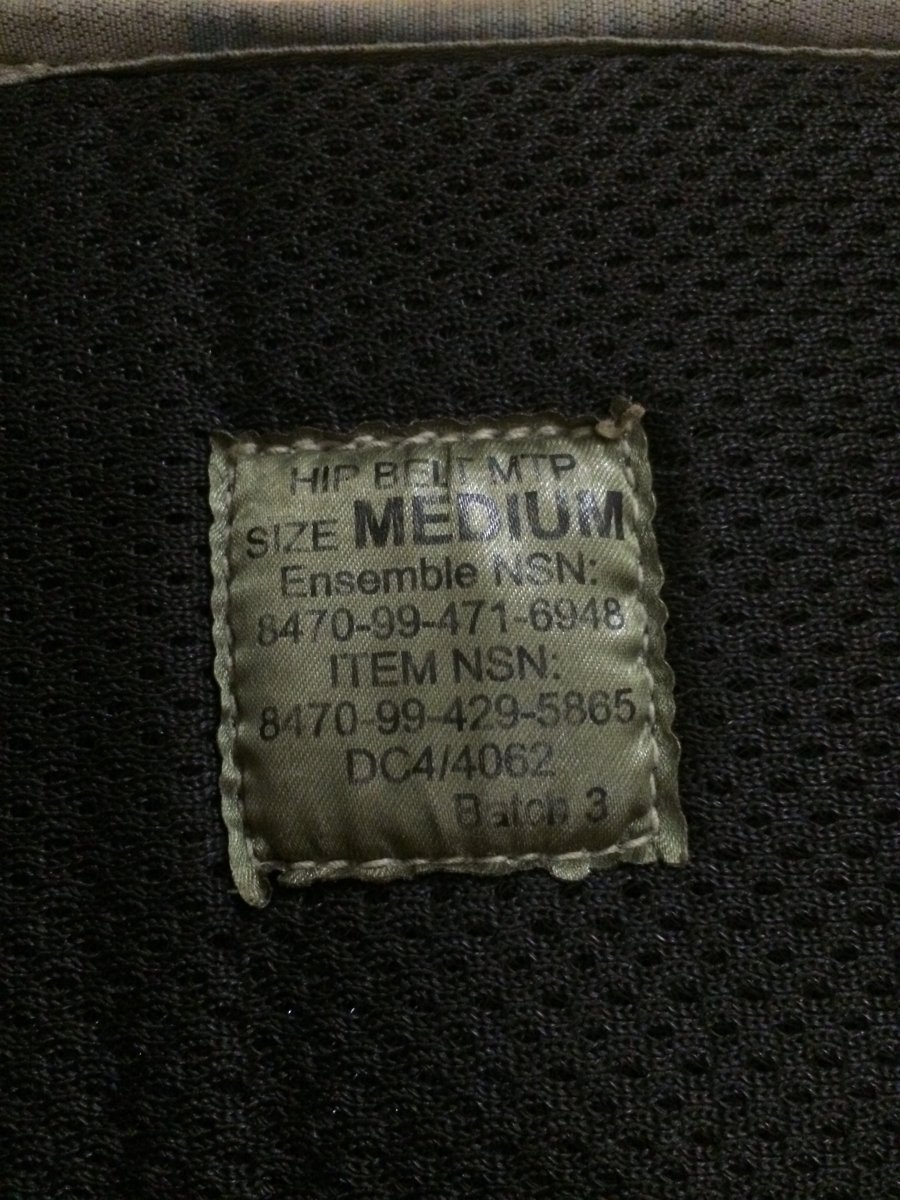 HIP BELT MTP
SIZE MEDIUM
Ensemble NSN:
8470-99-471-6948
ITEM NSN:
8470-99-429-5865
DC4/4062
Batch 3